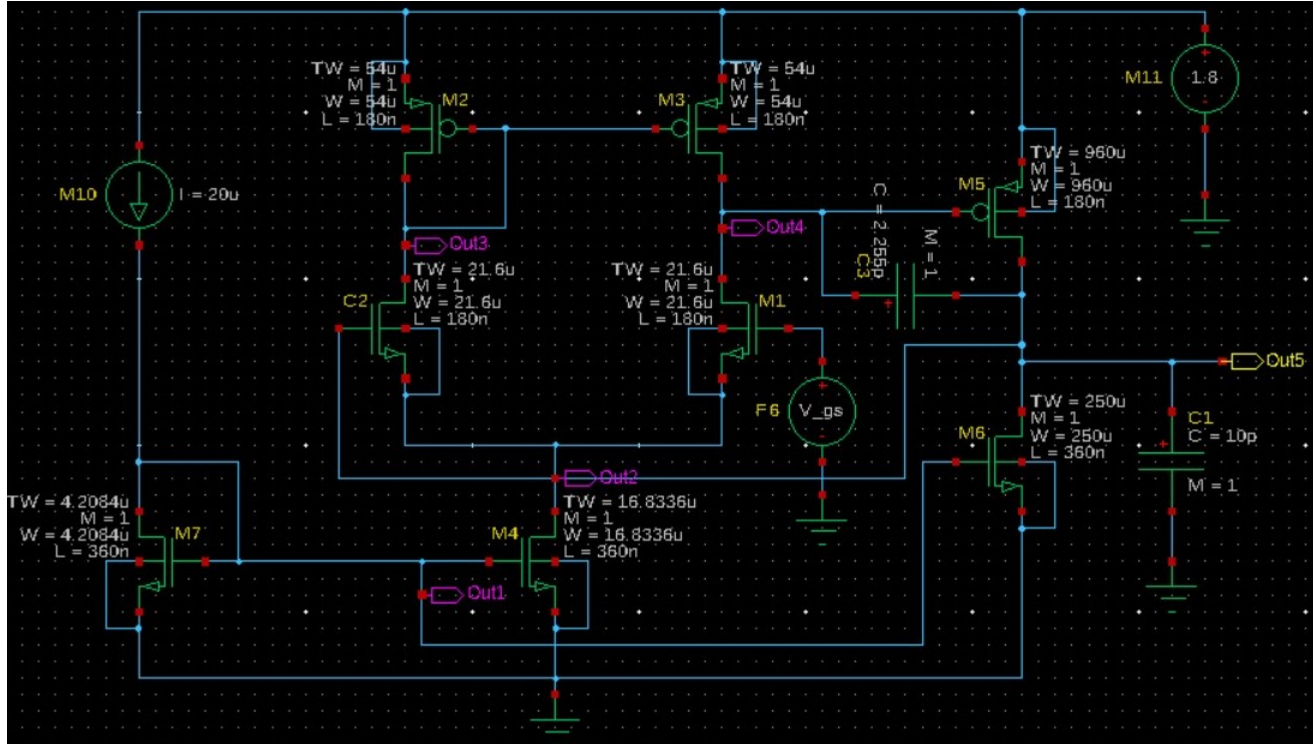 TW = 54u
M = 1
W = 54u
L = 180n
M2
TW = 54u
M = 1
W = 54u
L = 180n
M3
M11
1.8
M10
I = 20u
TW = 960u
M = 1
W = 960u
L = 180n
M5
C = 2.255p
C3
M = 1
Out3
Out4
TW = 21.6u
M = 1
W = 21.6u
L = 180n
C2
TW = 21.6u
M = 1
W = 21.6u
L = 180n
M1
Out5
F6
V_gs
TW = 250u
M = 1
W = 250u
L = 360n
M6
C1
C = 10p
M = 1
Out2
TW = 4.2084u
M = 1
W = 4.2084u
L = 360n
M7
TW = 16.8336u
M = 1
W = 16.8336u
L = 360n
M4
Out1